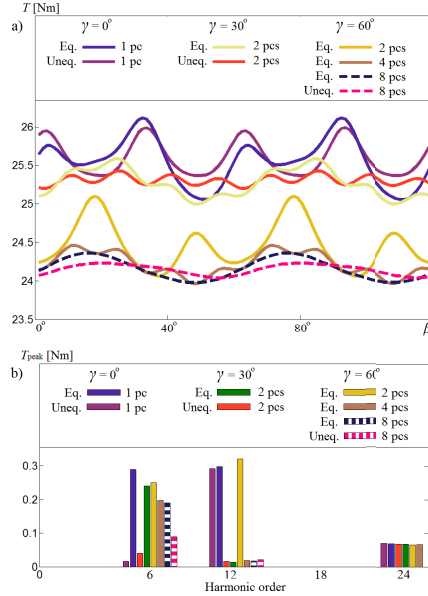 T [Nm]
a)
γ = 0° γ = 30° γ = 60°
Eq. 1 pc Eq. 2 pcs Eq. 2 pcs
Uneq. 1 pc Uneq. 2 pcs Eq. 4 pcs
Eq. 8 pcs
Uneq. 8 pcs
26
25.5
25
24.5
24
23.5
0° 40° 80° β
T_peak [Nm]
b)
γ = 0° γ = 30° γ = 60°
Eq. 1 pc Eq. 2 pcs Eq. 2 pcs
Uneq. 1 pc Uneq. 2 pcs Eq. 4 pcs
Eq. 8 pcs
Uneq. 8 pcs
0.3
0.2
0.1
0
0 6 12 18 24
Harmonic order